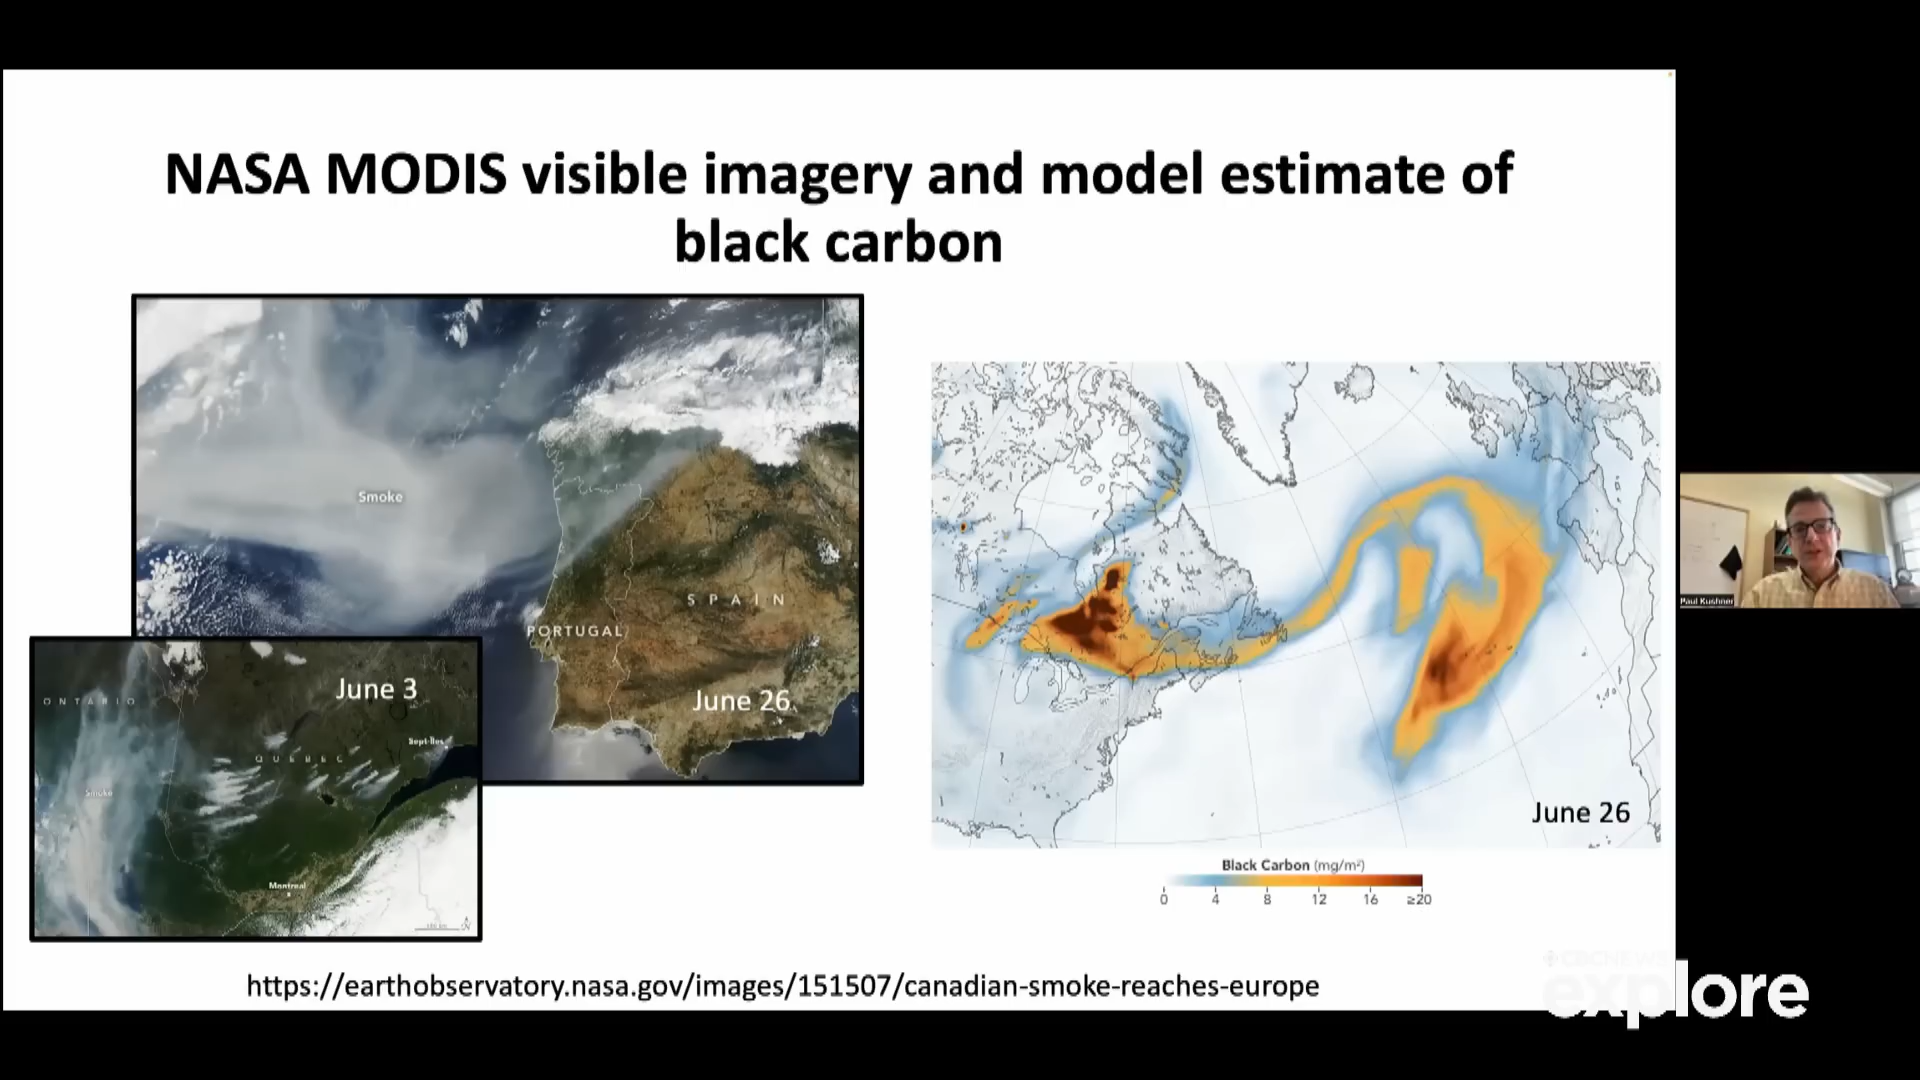 NASA MODIS visible imagery and model estimate of
black carbon
Smoke
SPAIN
PORTUGAL
June 26
June 3
ONTARIO
Sept-Îles
QUEBEC
Smoke
Montreal
N
June 26
Black Carbon (mg/m²)
0 4 8 12 16 ≥20
https://earthobservatory.nasa.gov/images/151507/canadian-smoke-reaches-europe
Paul Kushner
CBCNEWS
explore